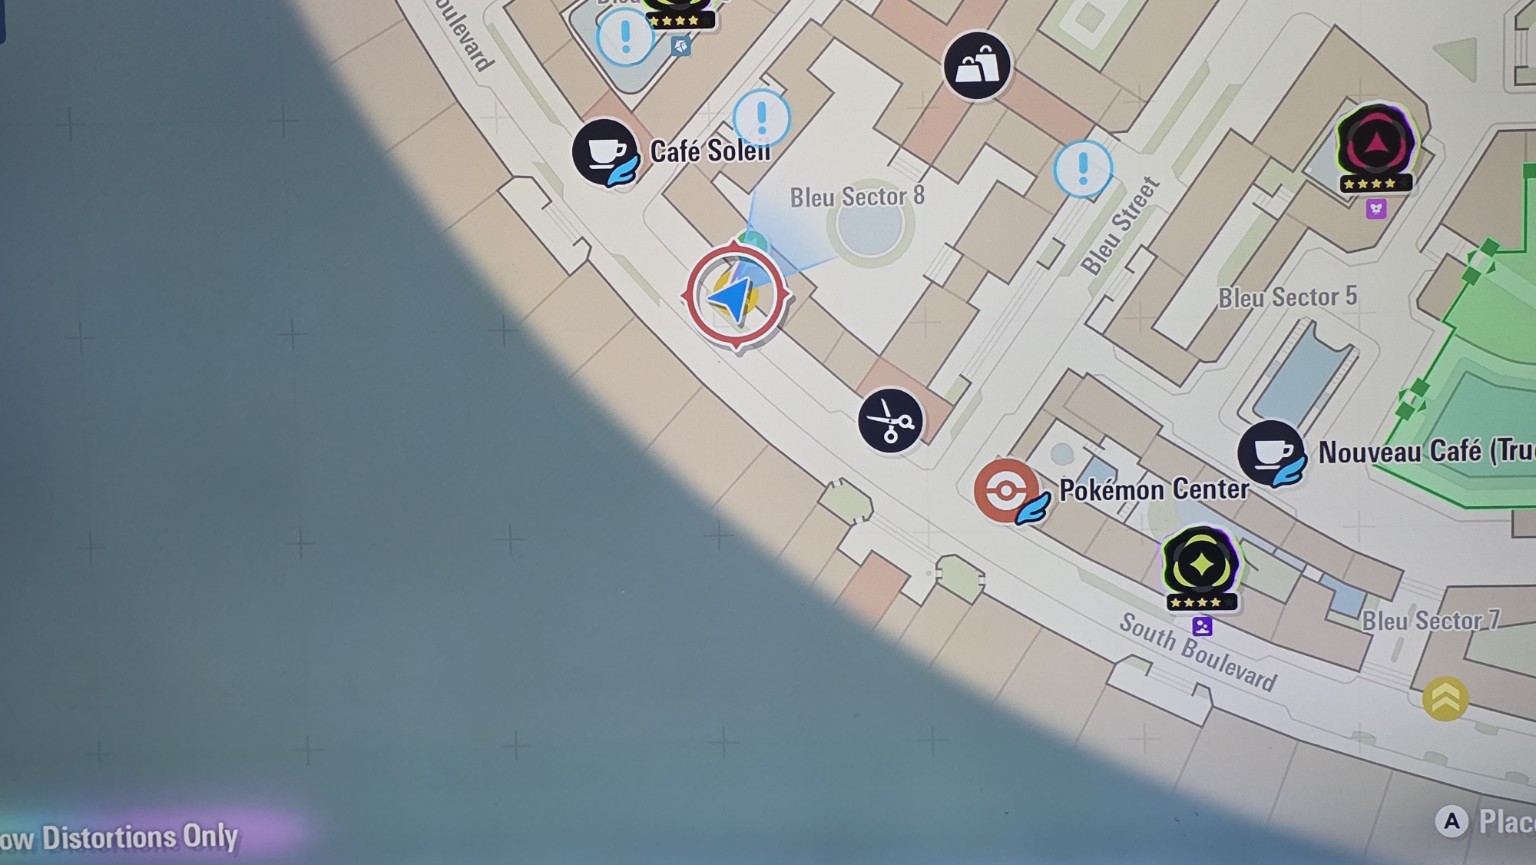 oulevard
Café Soleil
Bleu Sector 8
Bleu Street
Bleu Sector 5
Nouveau Café (Tru
Pokémon Center
South Boulevard
Bleu Sector 7
ow Distortions Only
A Place